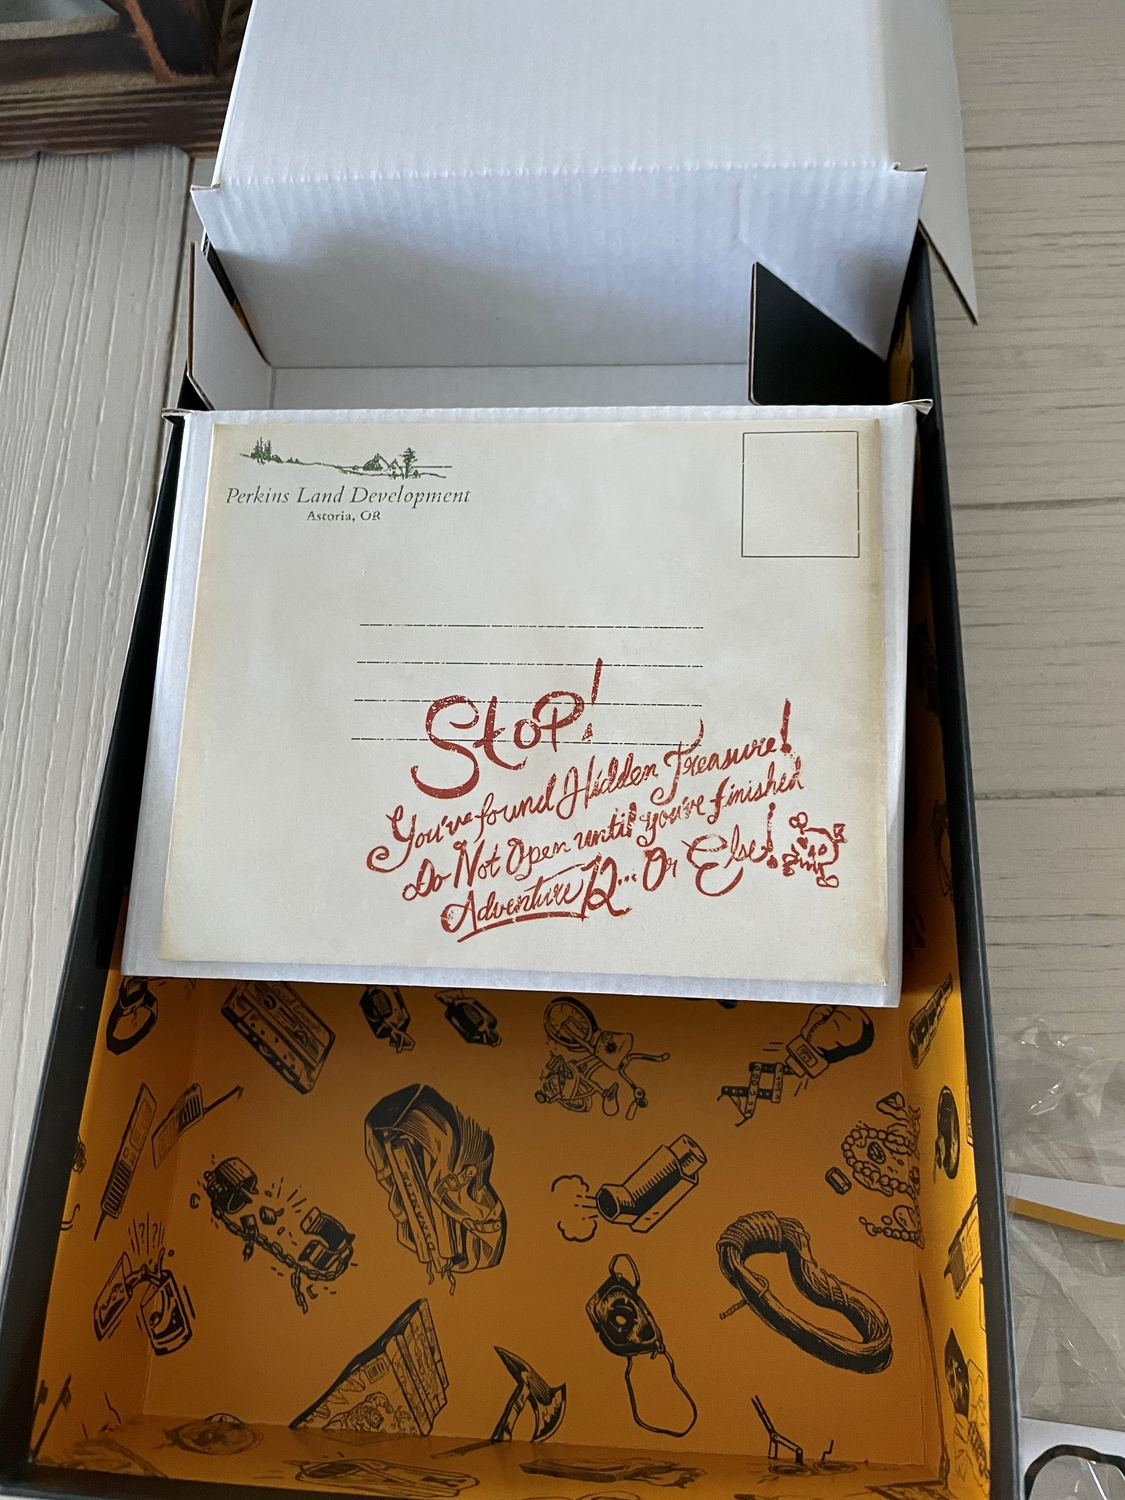 Perkins Land Development
Astoria, OR
Stop!
You've found Hidden Treasure!
Do Not Open until you've finished
Adventure 12... Or Else!